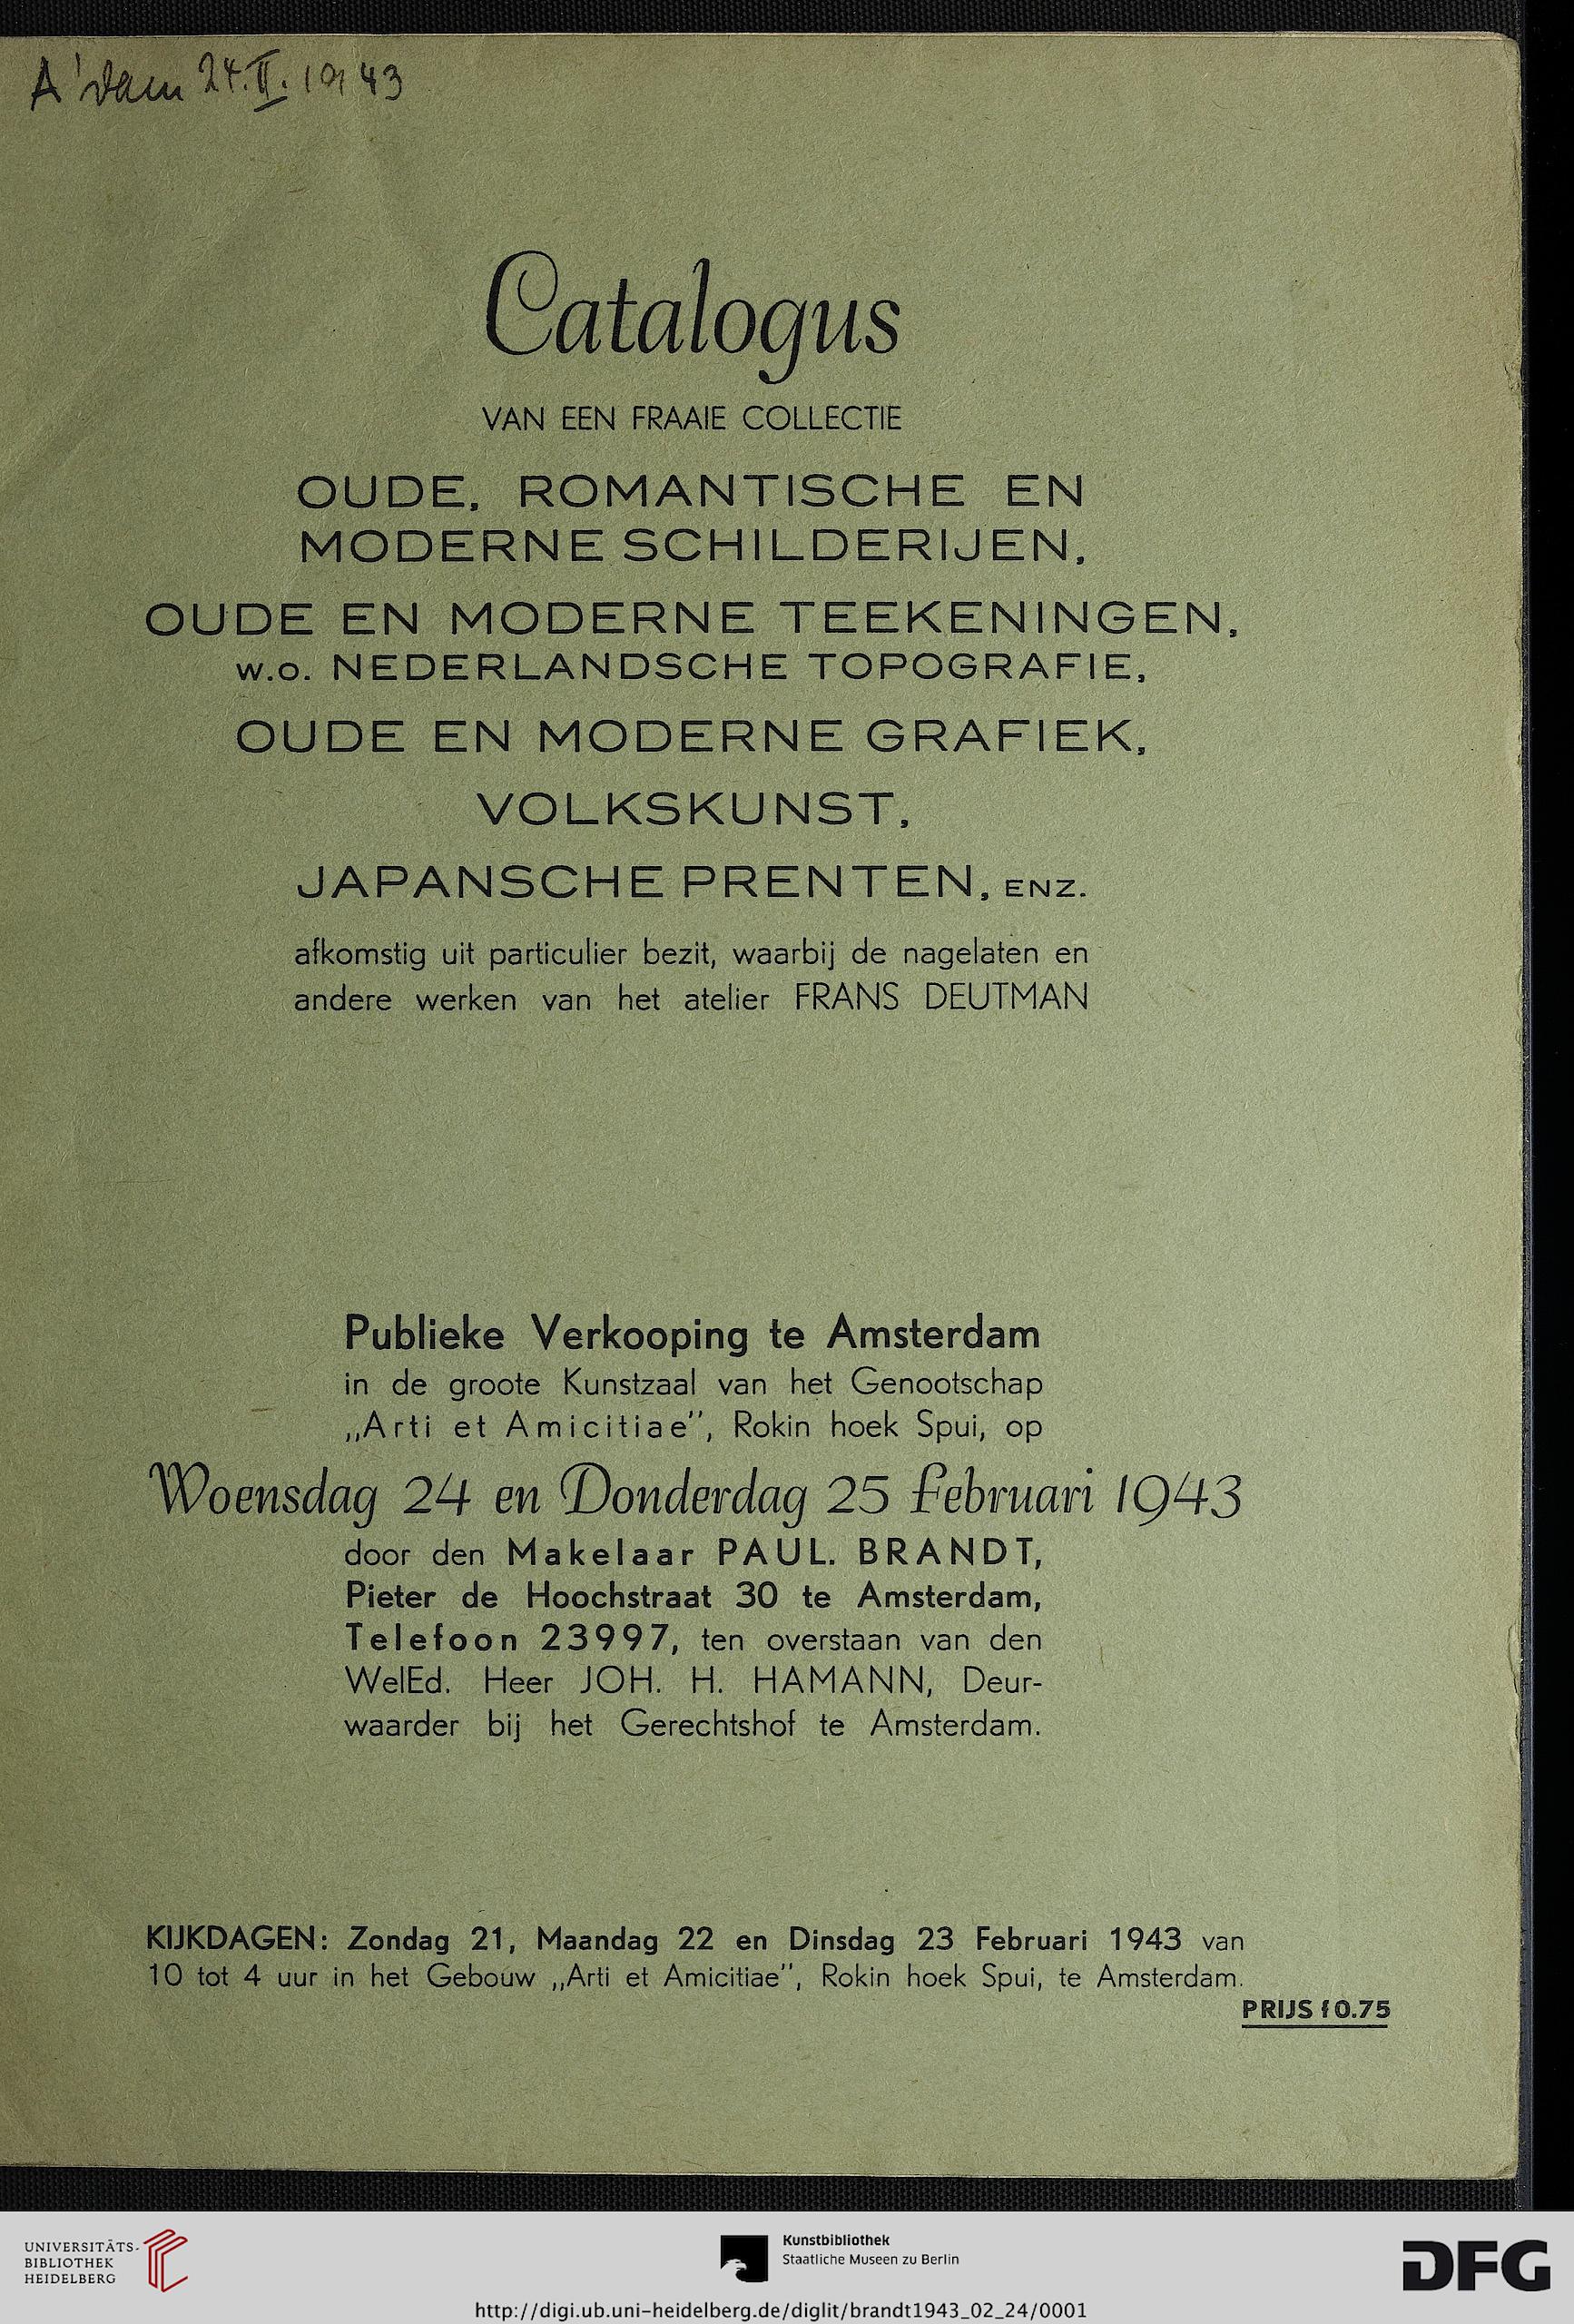 A'dam 24.II.1943
Catalogus
VAN EEN FRAAIE COLLECTIE
OUDE, ROMANTISCHE EN
MODERNE SCHILDERIJEN,
OUDE EN MODERNE TEEKENINGEN,
W.O. NEDERLANDSCHE TOPOGRAFIE,
OUDE EN MODERNE GRAFIEK,
VOLKSKUNST,
JAPANSCHE PRENTEN, ENZ.
afkomstig uit particulier bezit, waarbij de nagelaten en
andere werken van het atelier FRANS DEUTMAN
Publieke Verkooping te Amsterdam
in de groote Kunstzaal van het Genootschap
„Arti et Amicitiae", Rokin hoek Spui, op
Woensdag 24 en Donderdag 25 Februari 1943
door den Makelaar PAUL. BRANDT,
Pieter de Hoochstraat 30 te Amsterdam,
Telefoon 23997, ten overstaan van den
WelEd. Heer JOH. H. HAMANN, Deur-
waarder bij het Gerechtshof te Amsterdam.
KIJKDAGEN: Zondag 21, Maandag 22 en Dinsdag 23 Februari 1943 van
10 tot 4 uur in het Gebouw „Arti et Amicitiae", Rokin hoek Spui, te Amsterdam.
PRIJS f 0.75
UNIVERSITÄTS-
BIBLIOTHEK
HEIDELBERG
Kunstbibliothek
Staatliche Museen zu Berlin
DFG
http://digi.ub.uni-heidelberg.de/diglit/brandt1943_02_24/0001